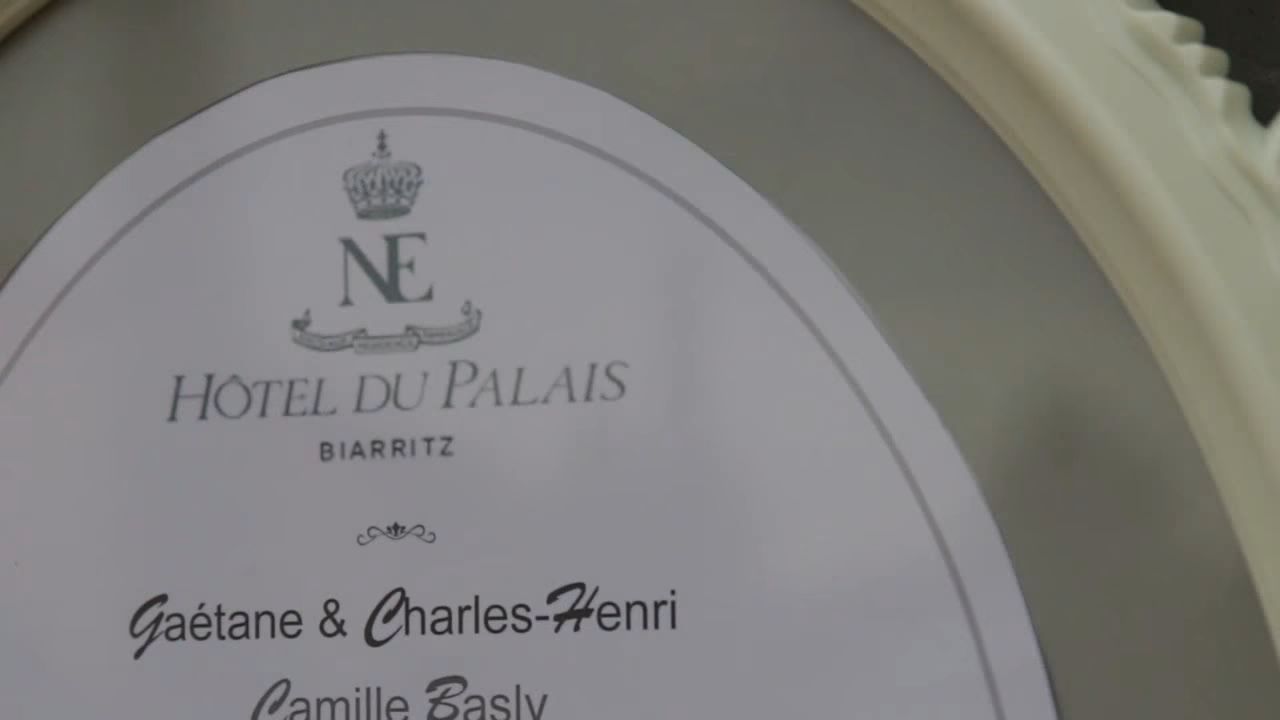 NE
HÔTEL DU PALAIS
BIARRITZ
Gaétane & Charles-Henri
Camille Basly